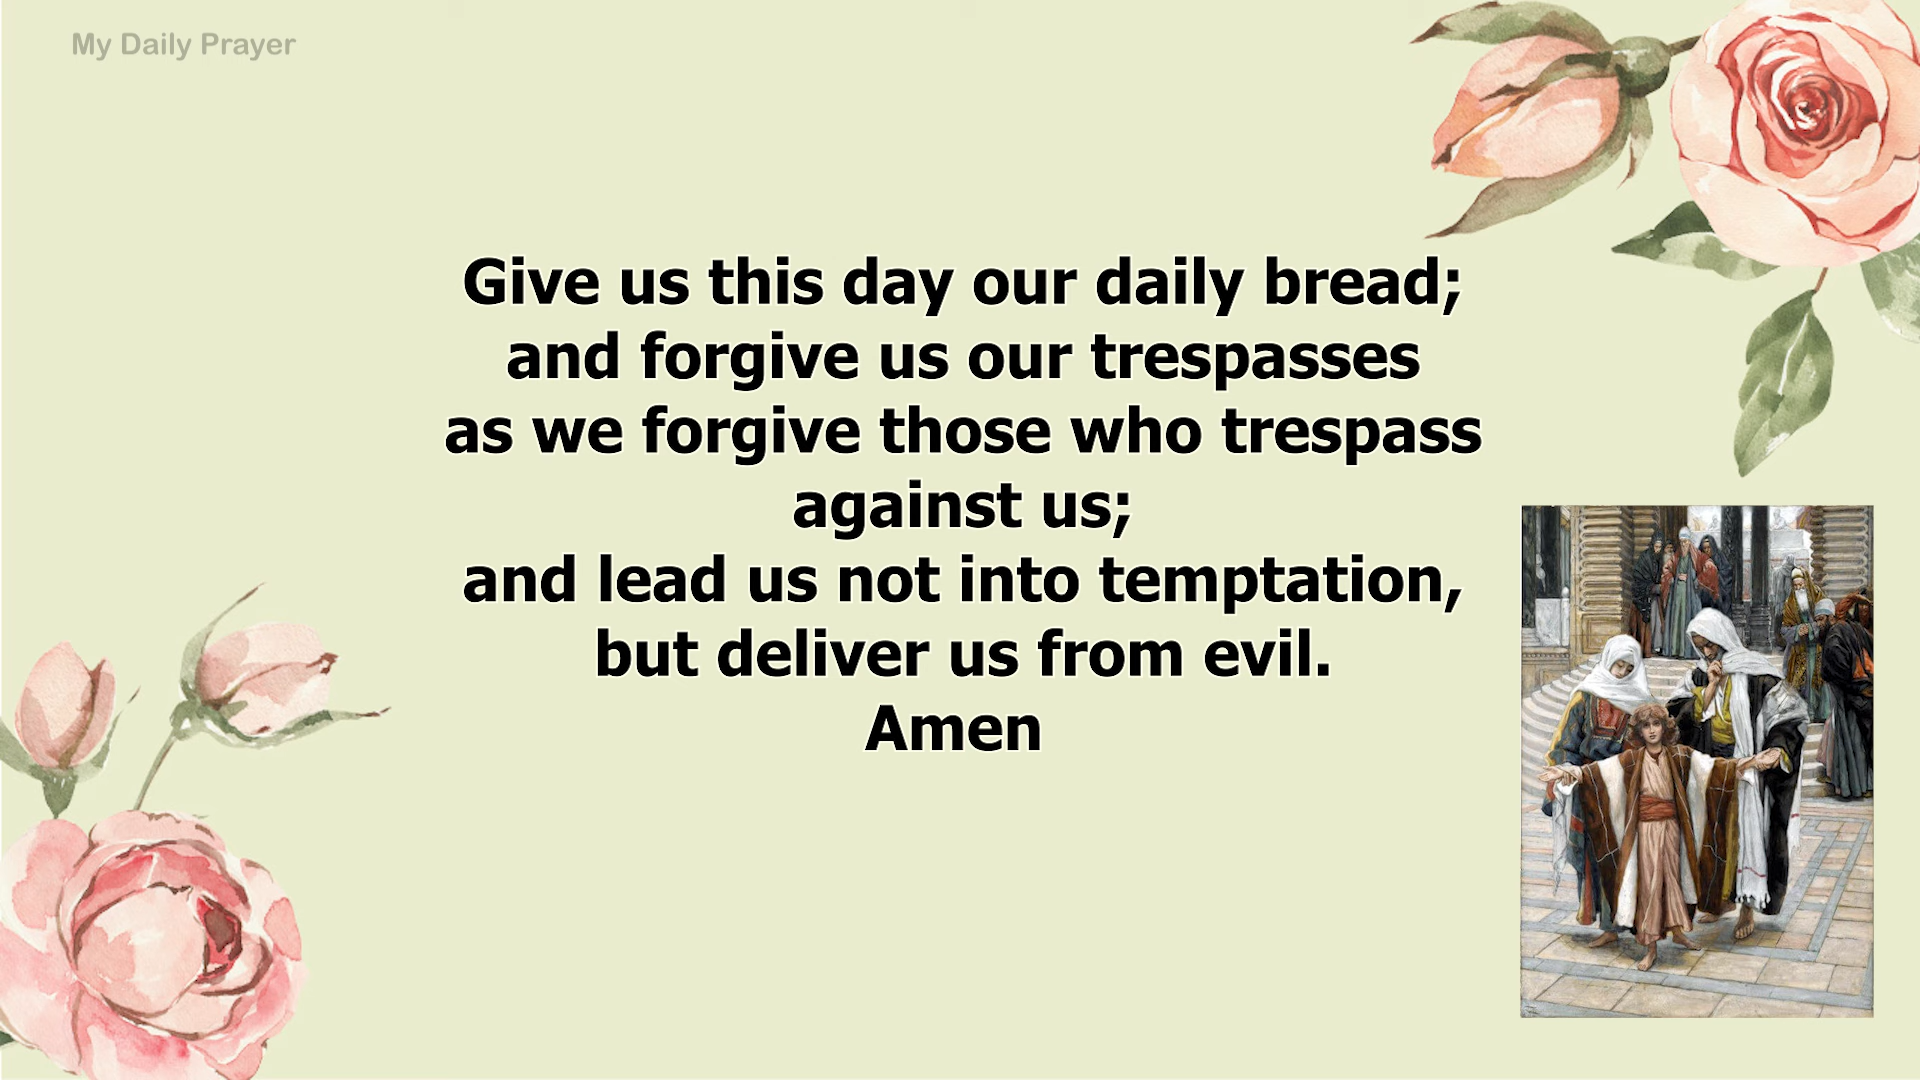 My Daily Prayer
Give us this day our daily bread;
and forgive us our trespasses
as we forgive those who trespass
against us;
and lead us not into temptation,
but deliver us from evil.
Amen